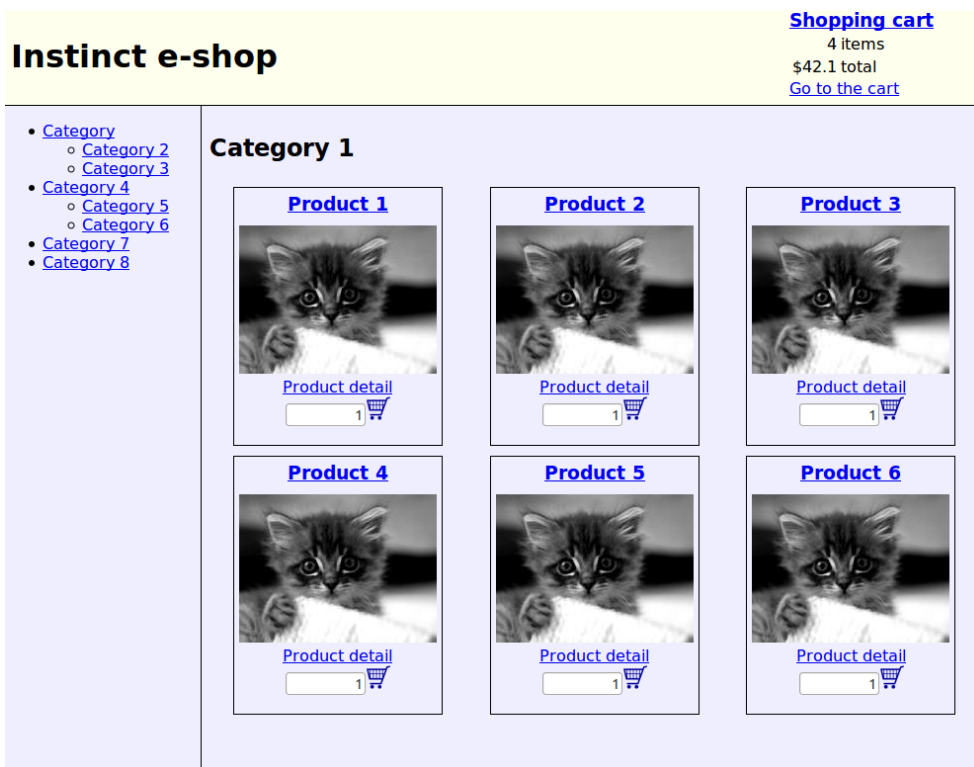 Instinct e-shop
Shopping cart
4 items
$42.1 total
Go to the cart
Category
Category 2
Category 3
Category 4
Category 5
Category 6
Category 7
Category 8
Category 1
Product 1
Product detail
1
Product 2
Product detail
1
Product 3
Product detail
1
Product 4
Product detail
1
Product 5
Product detail
1
Product 6
Product detail
1